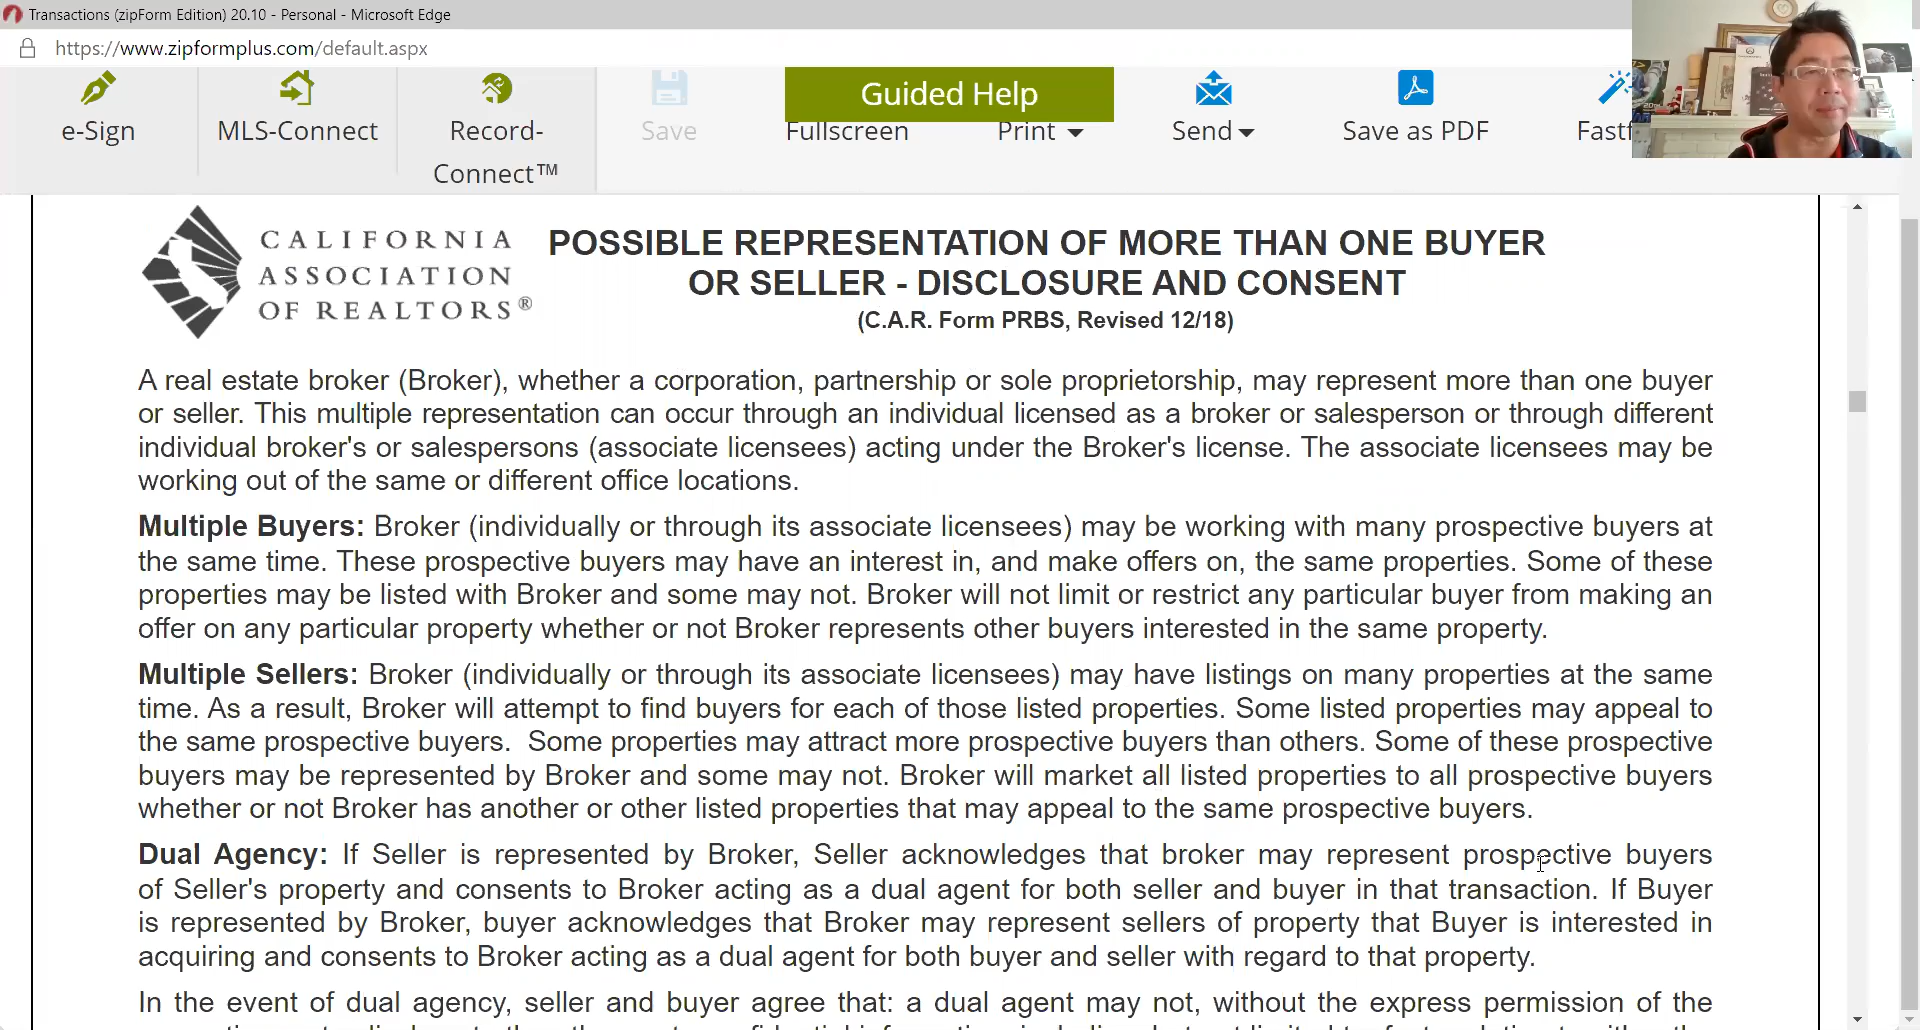 Transactions (zipForm Edition) 20.10 - Personal - Microsoft Edge
https://www.zipformplus.com/default.aspx
Guided Help
e-Sign
MLS-Connect
Record-
Connect™
Save
Fullscreen
Print
Send
Save as PDF
CALIFORNIA
ASSOCIATION
OF REALTORS®
POSSIBLE REPRESENTATION OF MORE THAN ONE BUYER
OR SELLER - DISCLOSURE AND CONSENT
(C.A.R. Form PRBS, Revised 12/18)
A real estate broker (Broker), whether a corporation, partnership or sole proprietorship, may represent more than one buyer
or seller. This multiple representation can occur through an individual licensed as a broker or salesperson or through different
individual broker's or salespersons (associate licensees) acting under the Broker's license. The associate licensees may be
working out of the same or different office locations.
Multiple Buyers: Broker (individually or through its associate licensees) may be working with many prospective buyers at
the same time. These prospective buyers may have an interest in, and make offers on, the same properties. Some of these
properties may be listed with Broker and some may not. Broker will not limit or restrict any particular buyer from making an
offer on any particular property whether or not Broker represents other buyers interested in the same property.
Multiple Sellers: Broker (individually or through its associate licensees) may have listings on many properties at the same
time. As a result, Broker will attempt to find buyers for each of those listed properties. Some listed properties may appeal to
the same prospective buyers. Some properties may attract more prospective buyers than others. Some of these prospective
buyers may be represented by Broker and some may not. Broker will market all listed properties to all prospective buyers
whether or not Broker has another or other listed properties that may appeal to the same prospective buyers.
Dual Agency: If Seller is represented by Broker, Seller acknowledges that broker may represent prospective buyers
of Seller's property and consents to Broker acting as a dual agent for both seller and buyer in that transaction. If Buyer
is represented by Broker, buyer acknowledges that Broker may represent sellers of property that Buyer is interested in
acquiring and consents to Broker acting as a dual agent for both buyer and seller with regard to that property.
In the event of dual agency, seller and buyer agree that: a dual agent may not, without the express permission of the